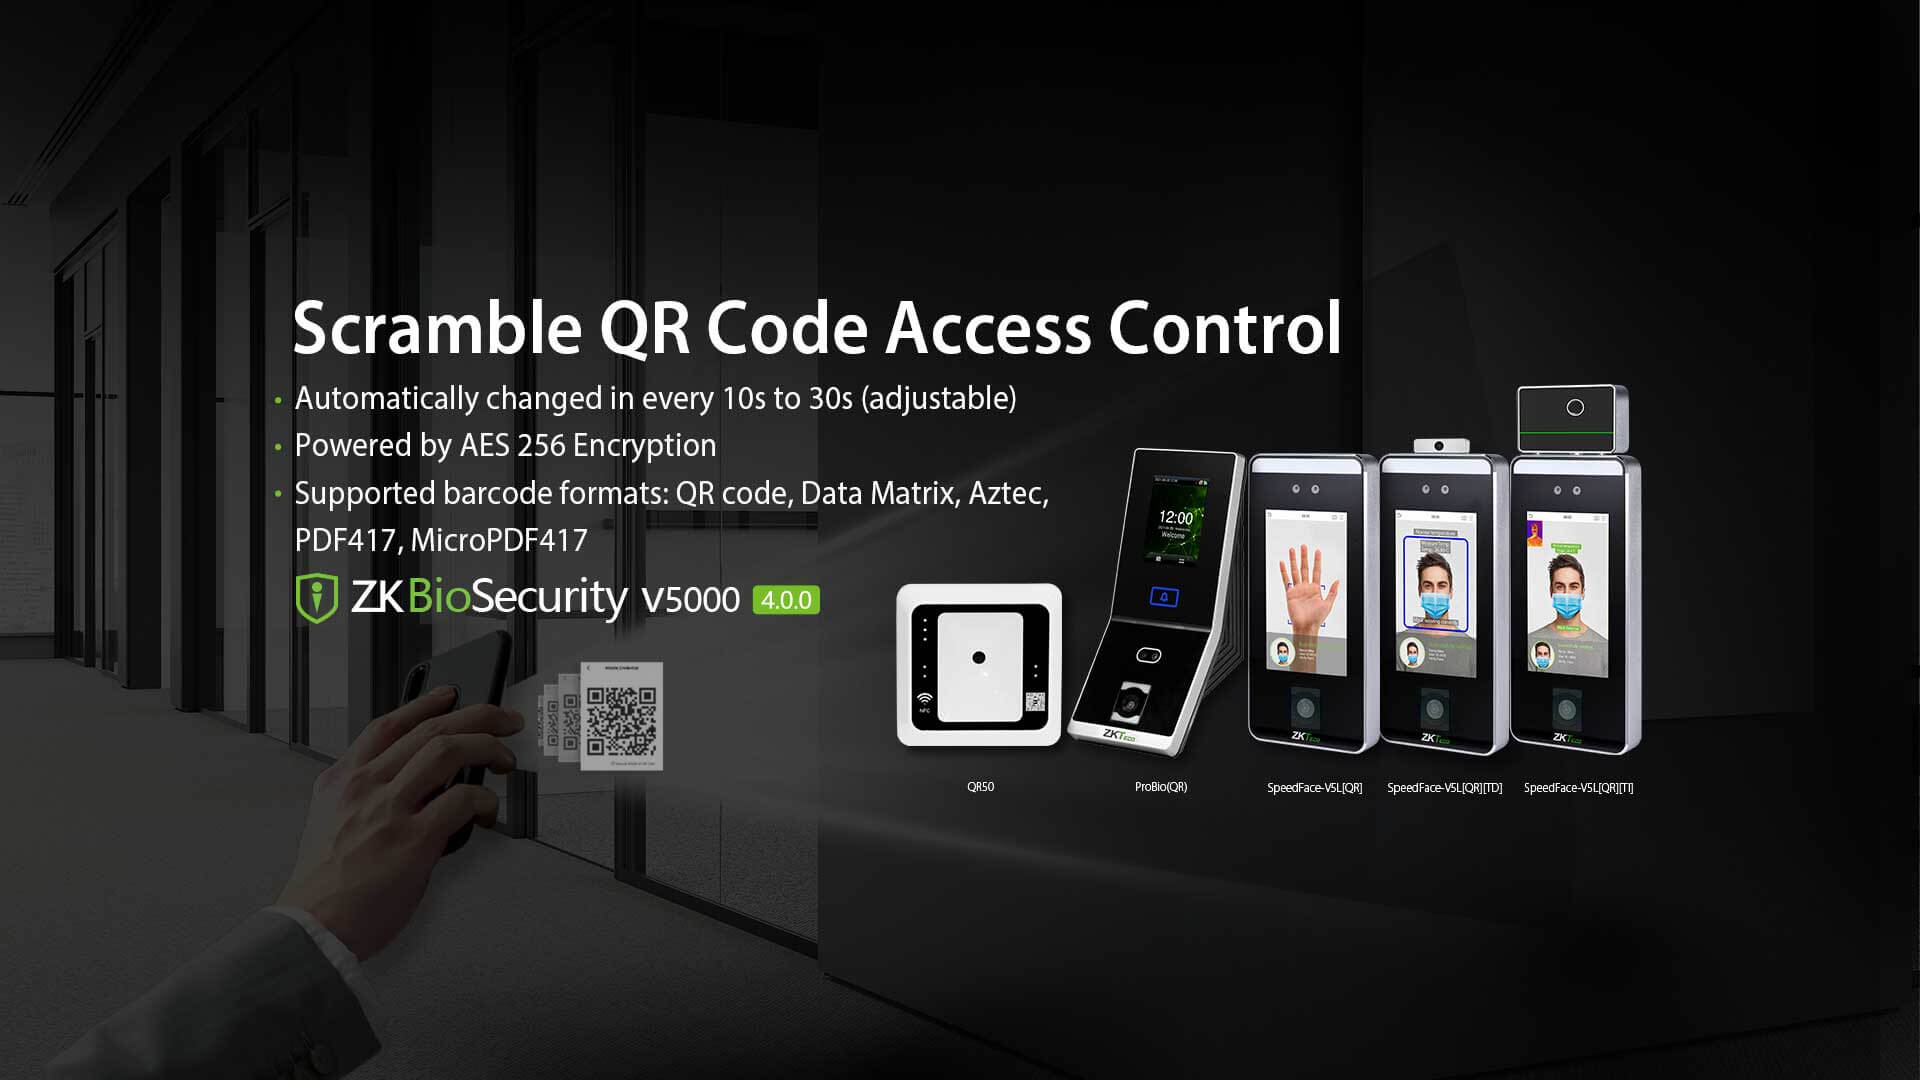 Scramble QR Code Access Control
Automatically changed in every 10s to 30s (adjustable)
Powered by AES 256 Encryption
Supported barcode formats: QR code, Data Matrix, Aztec,
PDF417, MicroPDF417
ZKBioSecurity V5000 4.0.0
12:00
Welcome
NFC
ZKTECO
ZKTECO
ZKTECO
ZKTECO
QR50
ProBio(QR)
SpeedFace-V5L[QR]
SpeedFace-V5L[QR][TD]
SpeedFace-V5L[QR][TI]